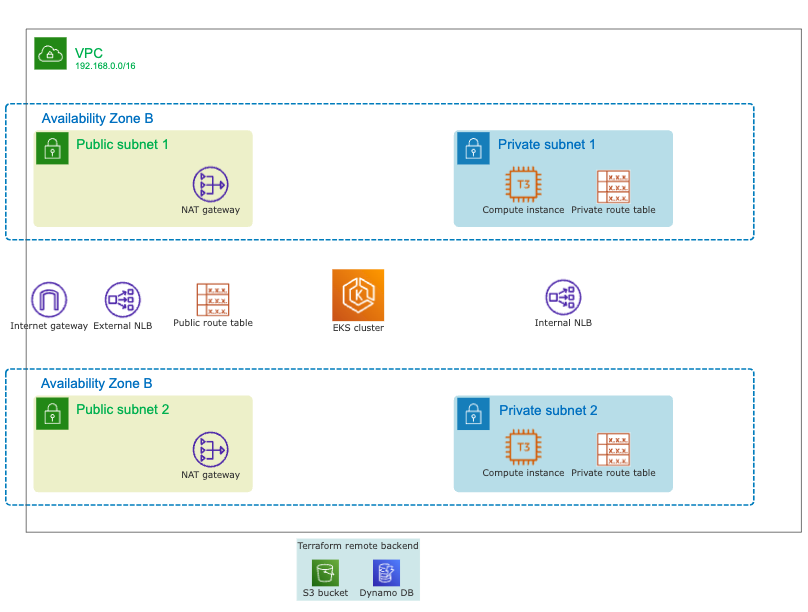 VPC
192.168.0.0/16
Availability Zone B
Public subnet 1
NAT gateway
Private subnet 1
T3
Compute instance
x.x.x.
x.x.x.
x.x.x.
Private route table
Internet gateway
External NLB
x.x.x.
x.x.x.
x.x.x.
Public route table
K
EKS cluster
Internal NLB
Availability Zone B
Public subnet 2
NAT gateway
Private subnet 2
T3
Compute instance
x.x.x.
x.x.x.
x.x.x.
Private route table
Terraform remote backend
S3 bucket
Dynamo DB